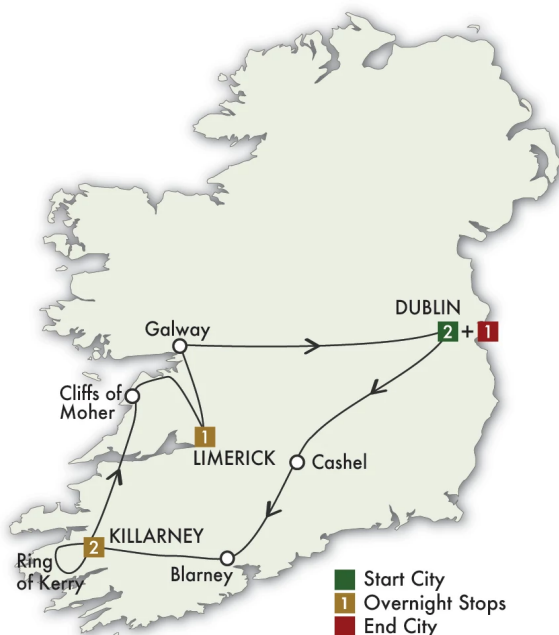 DUBLIN
2 + 1
Galway
Cliffs of
Moher
1
LIMERICK
Cashel
KILLARNEY
2
Ring
of Kerry
Blarney
Start City
1 Overnight Stops
End City